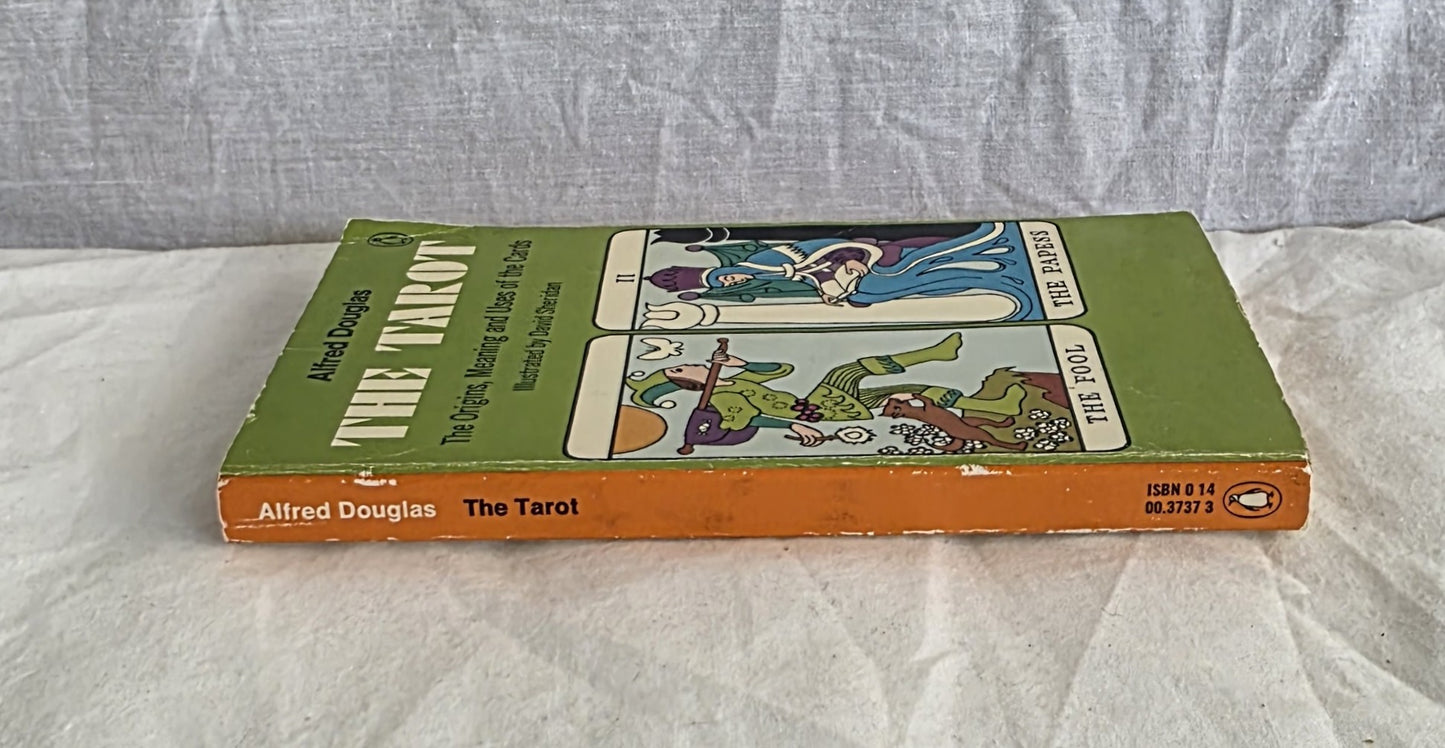 Alfred Douglas
THE TAROT
The Origins, Meaning and Uses of the Cards
Illustrated by David Sheridan
II
THE PAPESS
THE FOOL
Alfred Douglas The Tarot
ISBN 0 14
00.3737 3